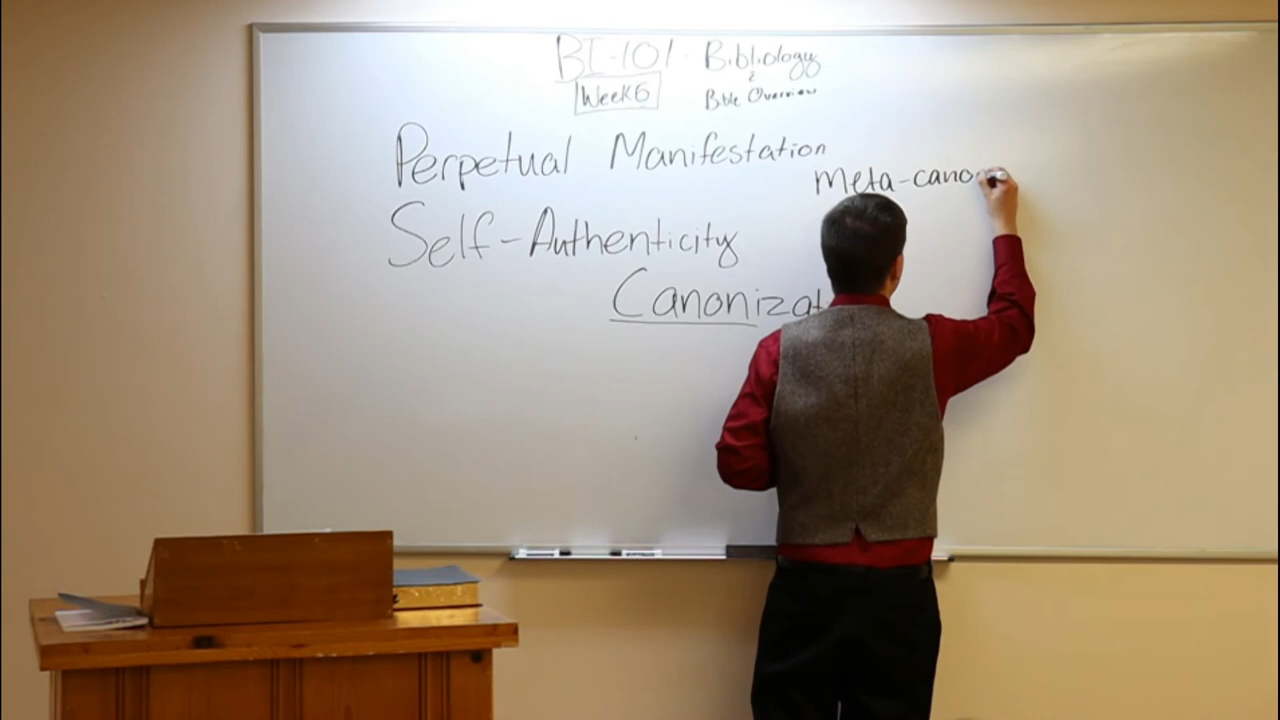 BI-101 Bibliology
&
Week 6 Bible Overview
Perpetual Manifestation
Meta-cano
Self-Authenticity
Canonizat